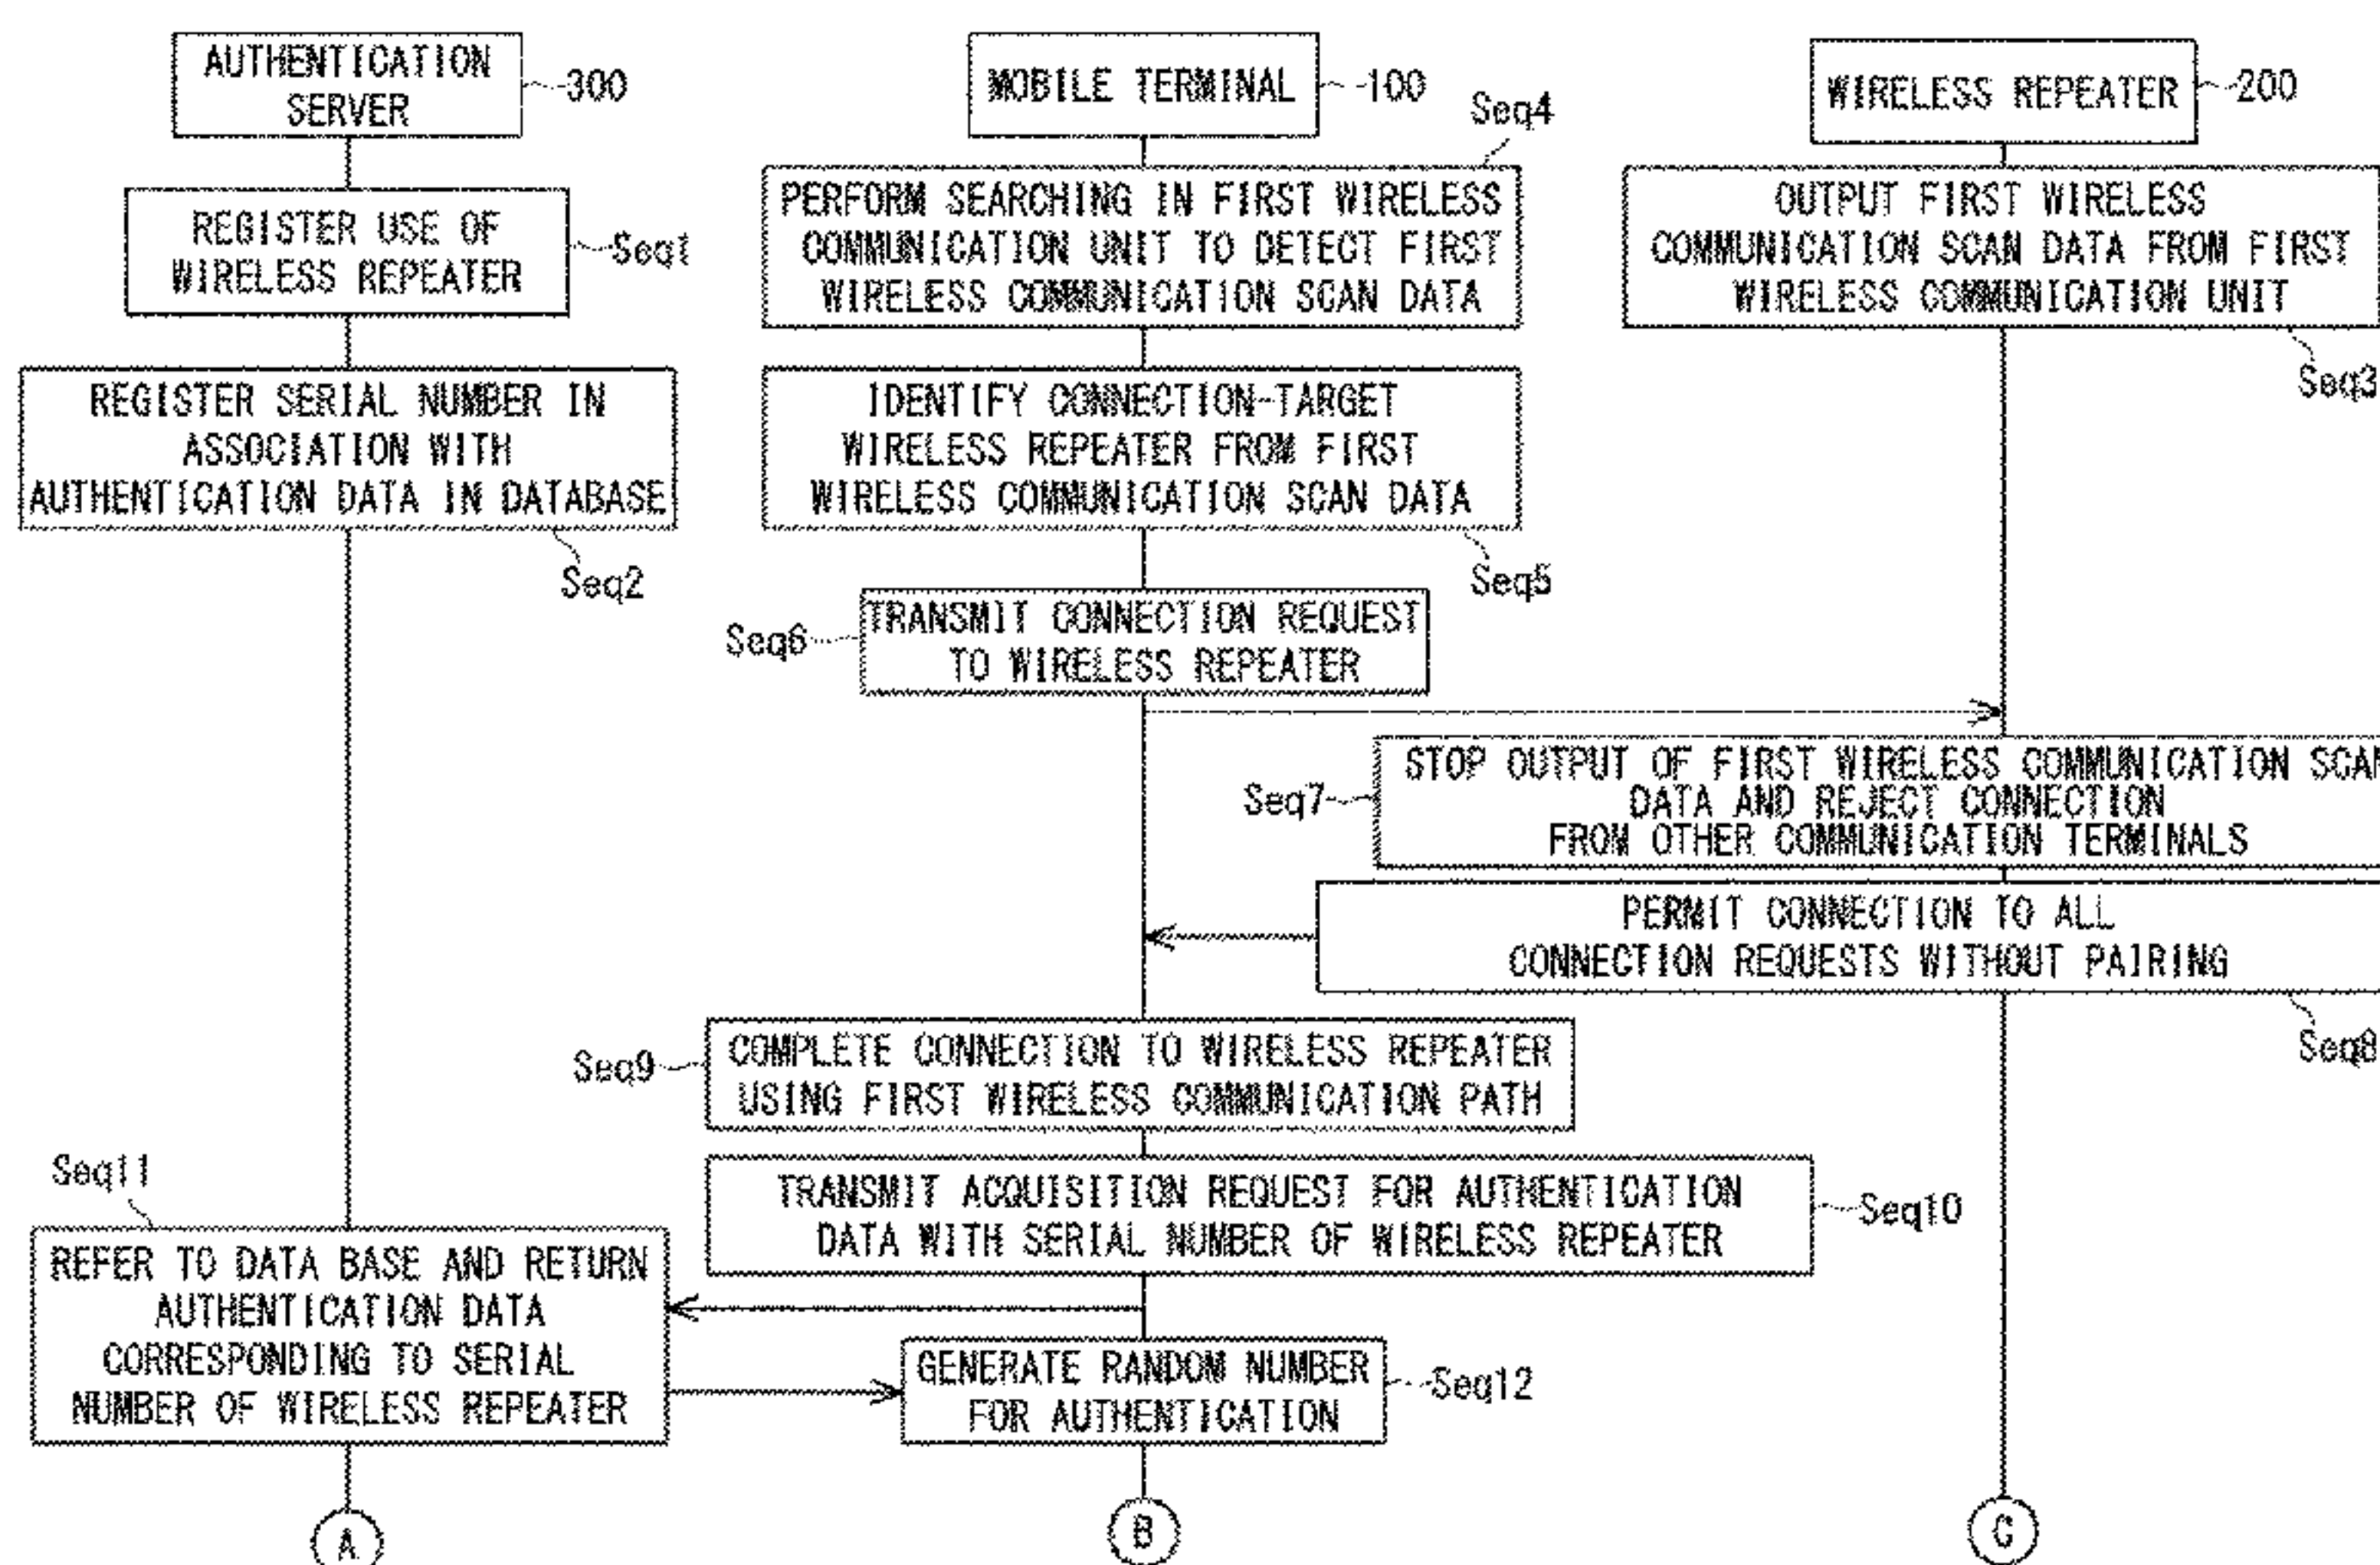 AUTHENTICATION
SERVER
300
MOBILE TERMINAL
100
WIRELESS REPEATER
200
Seq4
REGISTER USE OF
WIRELESS REPEATER
Seq1
PERFORM SEARCHING IN FIRST WIRELESS
COMMUNICATION UNIT TO DETECT FIRST
WIRELESS COMMUNICATION SCAN DATA
OUTPUT FIRST WIRELESS
COMMUNICATION SCAN DATA FROM FIRST
WIRELESS COMMUNICATION UNIT
Seq3
REGISTER SERIAL NUMBER IN
ASSOCIATION WITH
AUTHENTICATION DATA IN DATABASE
Seq2
IDENTIFY CONNECTION-TARGET
WIRELESS REPEATER FROM FIRST
WIRELESS COMMUNICATION SCAN DATA
Seq5
Seq6
TRANSMIT CONNECTION REQUEST
TO WIRELESS REPEATER
Seq7
STOP OUTPUT OF FIRST WIRELESS COMMUNICATION SCAN
DATA AND REJECT CONNECTION
FROM OTHER COMMUNICATION TERMINALS
PERMIT CONNECTION TO ALL
CONNECTION REQUESTS WITHOUT PAIRING
Seq8
Seq9
COMPLETE CONNECTION TO WIRELESS REPEATER
USING FIRST WIRELESS COMMUNICATION PATH
Seq11
TRANSMIT ACQUISITION REQUEST FOR AUTHENTICATION
DATA WITH SERIAL NUMBER OF WIRELESS REPEATER
Seq10
REFER TO DATA BASE AND RETURN
AUTHENTICATION DATA
CORRESPONDING TO SERIAL
NUMBER OF WIRELESS REPEATER
GENERATE RANDOM NUMBER
FOR AUTHENTICATION
Seq12
A
B
C